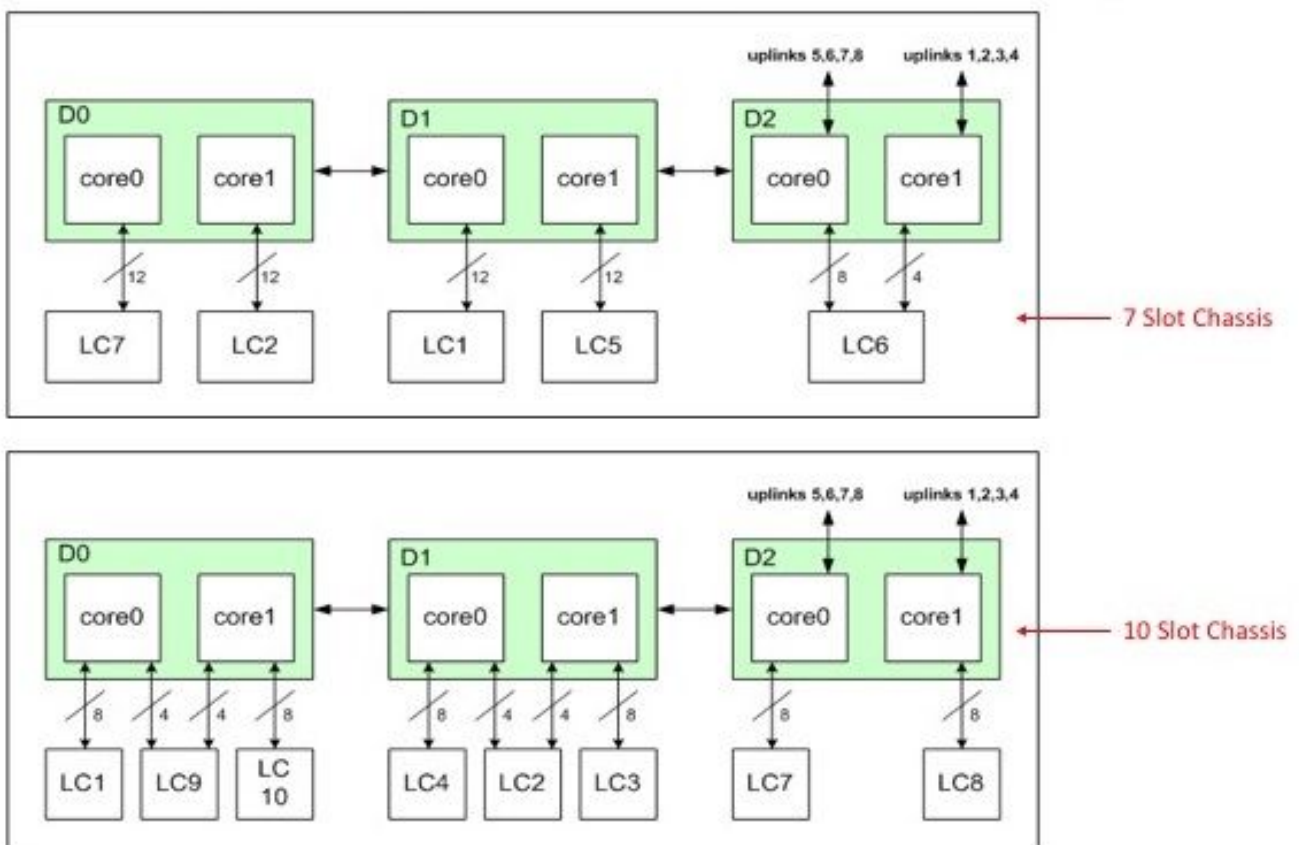 uplinks 5,6,7,8 uplinks 1,2,3,4
D0 D1 D2
core0 core1 core0 core1 core0 core1
12 12 12 12 8 4
LC7 LC2 LC1 LC5 LC6
7 Slot Chassis
uplinks 5,6,7,8 uplinks 1,2,3,4
D0 D1 D2
core0 core1 core0 core1 core0 core1
10 Slot Chassis
8 4 4 8 8 4 4 8 8 8
LC1 LC9 LC
10 LC4 LC2 LC3 LC7 LC8